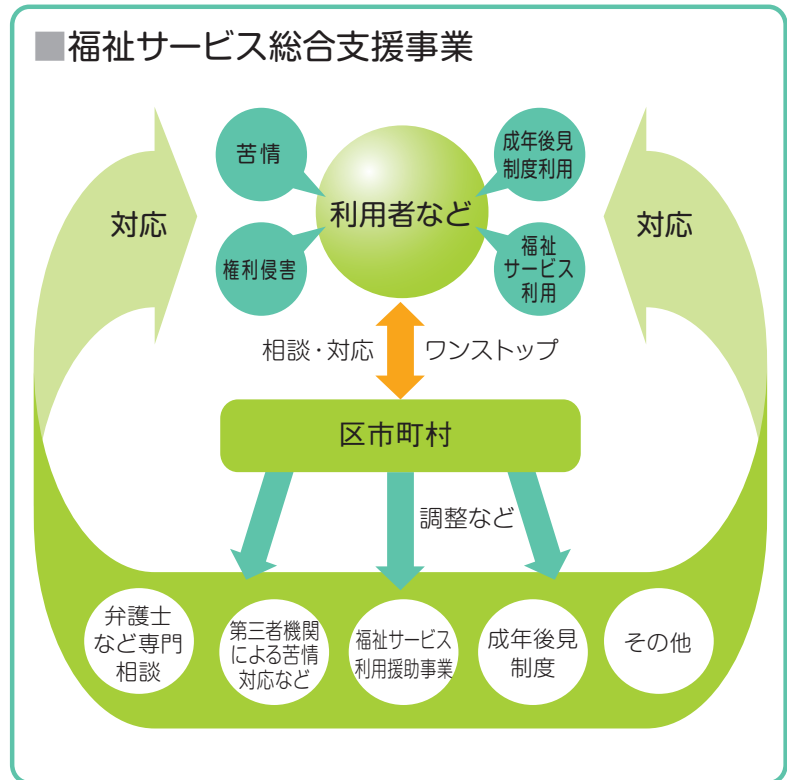 ■福祉サービス総合支援事業
苦情
成年後見
制度利用
利用者など
対応
対応
権利侵害
福祉
サービス
利用
相談・対応
ワンストップ
区市町村
調整など
弁護士
など専門
相談
第三者機関
による苦情
対応など
福祉サービス
利用援助事業
成年後見
制度
その他